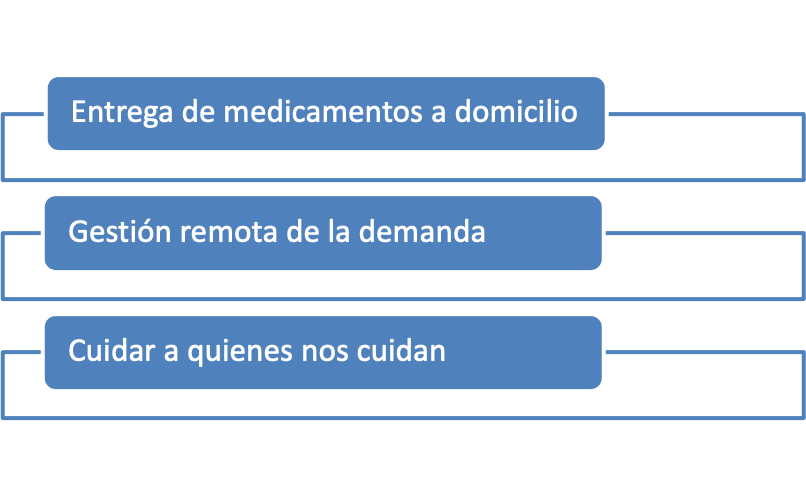 Entrega de medicamentos a domicilio
Gestión remota de la demanda
Cuidar a quienes nos cuidan